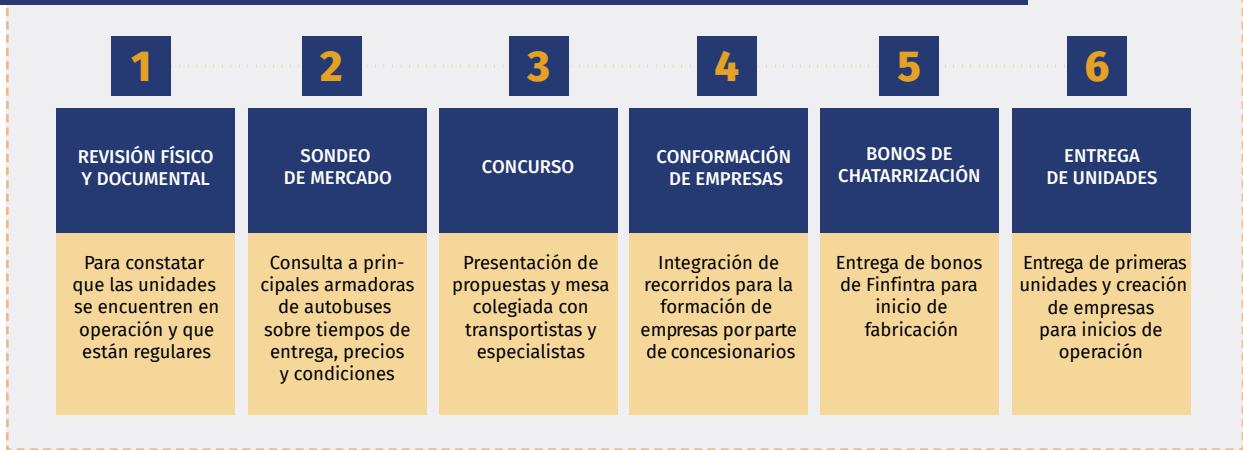 1
REVISIÓN FÍSICO
Y DOCUMENTAL
Para constatar
que las unidades
se encuentren en
operación y que
están regulares
2
SONDEO
DE MERCADO
Consulta a prin-
cipales armadoras
de autobuses
sobre tiempos de
entrega, precios
y condiciones
3
CONCURSO
Presentación de
propuestas y mesa
colegiada con
transportistas y
especialistas
4
CONFORMACIÓN
DE EMPRESAS
Integración de
recorridos para la
formación de
empresas por parte
de concesionarios
5
BONOS DE
CHATARRIZACIÓN
Entrega de bonos
de Finfintra para
inicio de
fabricación
6
ENTREGA
DE UNIDADES
Entrega de primeras
unidades y creación
de empresas
para inicios de
operación